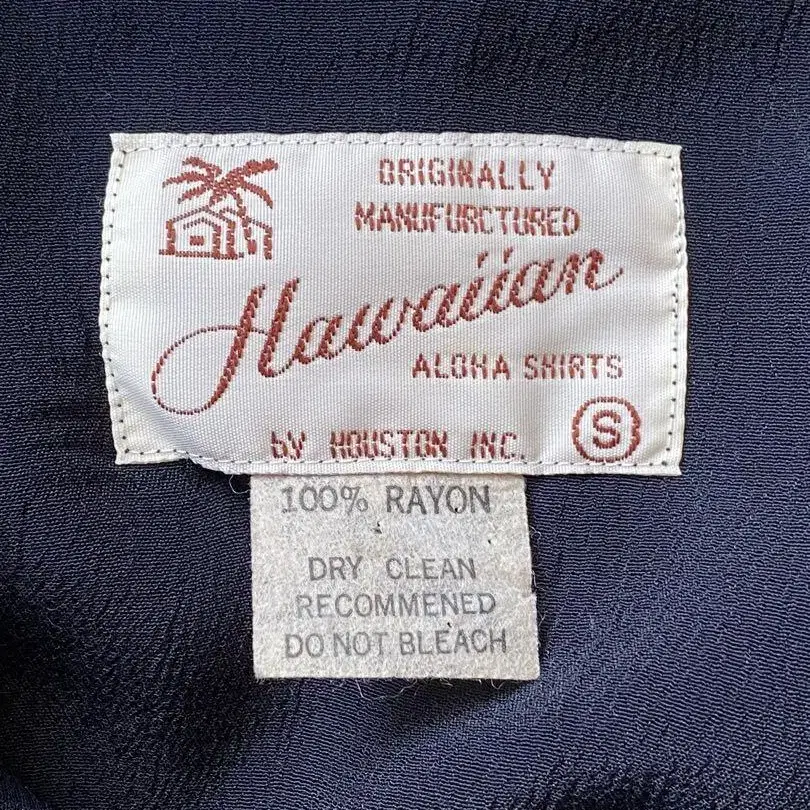 ORIGINALLY
MANUFURCTURED
Hawaiian
ALOHA SHIRTS
by HOUSTON INC.
S
100% RAYON
DRY CLEAN
RECOMMENED
DO NOT BLEACH